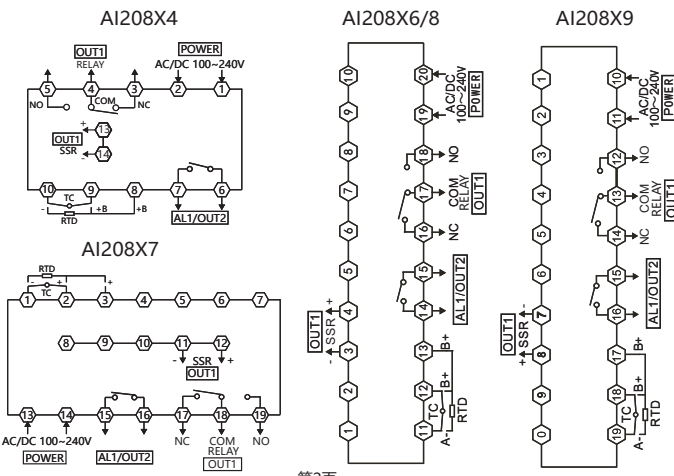 AI208X4
OUT1
RELAY
POWER
AC/DC 100~240V
5 4 3 2 1
NO COM NC
+ 13
OUT1
SSR
- 14
10 9 8 7 6
TC
- +B +B
RTD
AL1/OUT2
AI208X7
RTD
- + +
TC
1 2 3 4 5 6 7
8 9 10 11 12
- SSR +
OUT1
13 14 15 16 17 18 19
AC/DC 100~240V
POWER
AL1/OUT2
NC COM NO
RELAY
OUT1
AI208X6/8
10 9 8 7 6 5 4 3 2 1
+
OUT1
SSR
-
20 19 18 17 16 15 14 13 12 11
AC/DC
100~240V
POWER
NO
COM
RELAY
OUT1
NC
AL1/OUT2
B+
B+
TC
RTD
A-
AI208X9
1 2 3 4 5 6 7 8 9 0
-
OUT1
SSR
+
10 11 12 13 14 15 16 17 18 19
AC/DC
100~240V
POWER
NO
COM
RELAY
OUT1
NC
AL1/OUT2
B+
B+
TC
RTD
A-